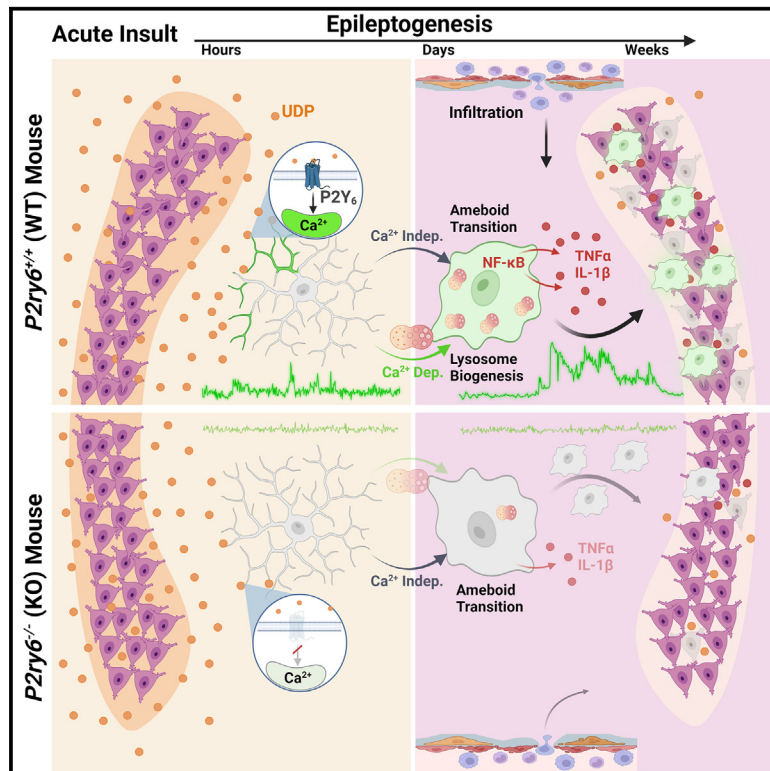 Epileptogenesis
Acute Insult
Hours
Days
Weeks
P2ry6+/+ (WT) Mouse
UDP
P2Y6
Ca2+
Infiltration
Ca2+ Indep.
Ameboid
Transition
NF-κB
TNFα
IL-1β
Ca2+ Dep.
Lysosome
Biogenesis
P2ry6-/- (KO) Mouse
Ca2+ Indep.
Ameboid
Transition
TNFα
IL-1β
Ca2+